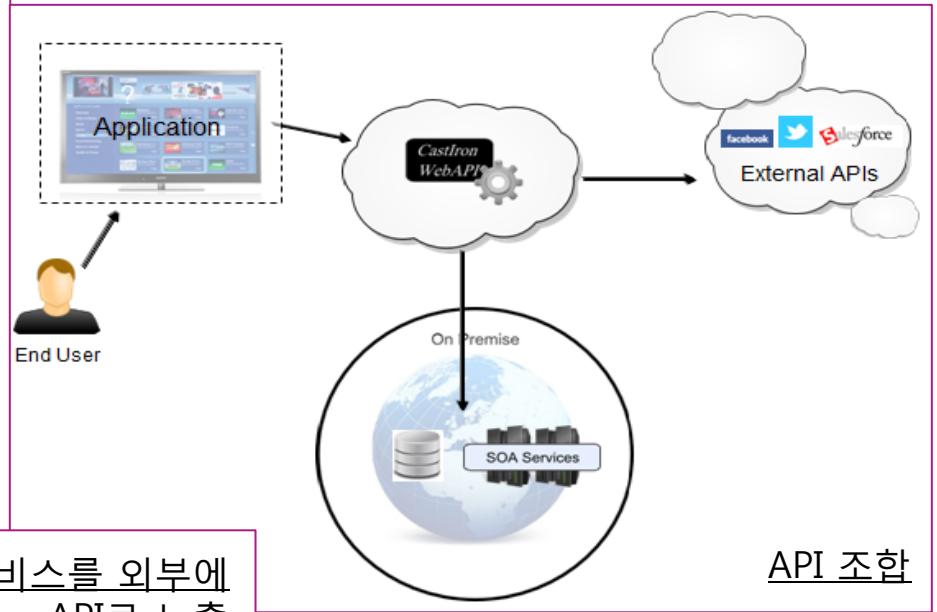 Application
CastIron
WebAPI
facebook
salesforce
External APIs
End User
On Premise
SOA Services
API 조합
비스를 외부에
API로 노출